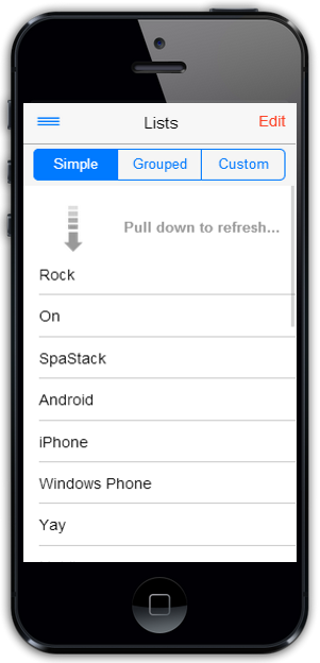 Lists
Edit
Simple
Grouped
Custom
Pull down to refresh...
Rock
On
SpaStack
Android
iPhone
Windows Phone
Yay